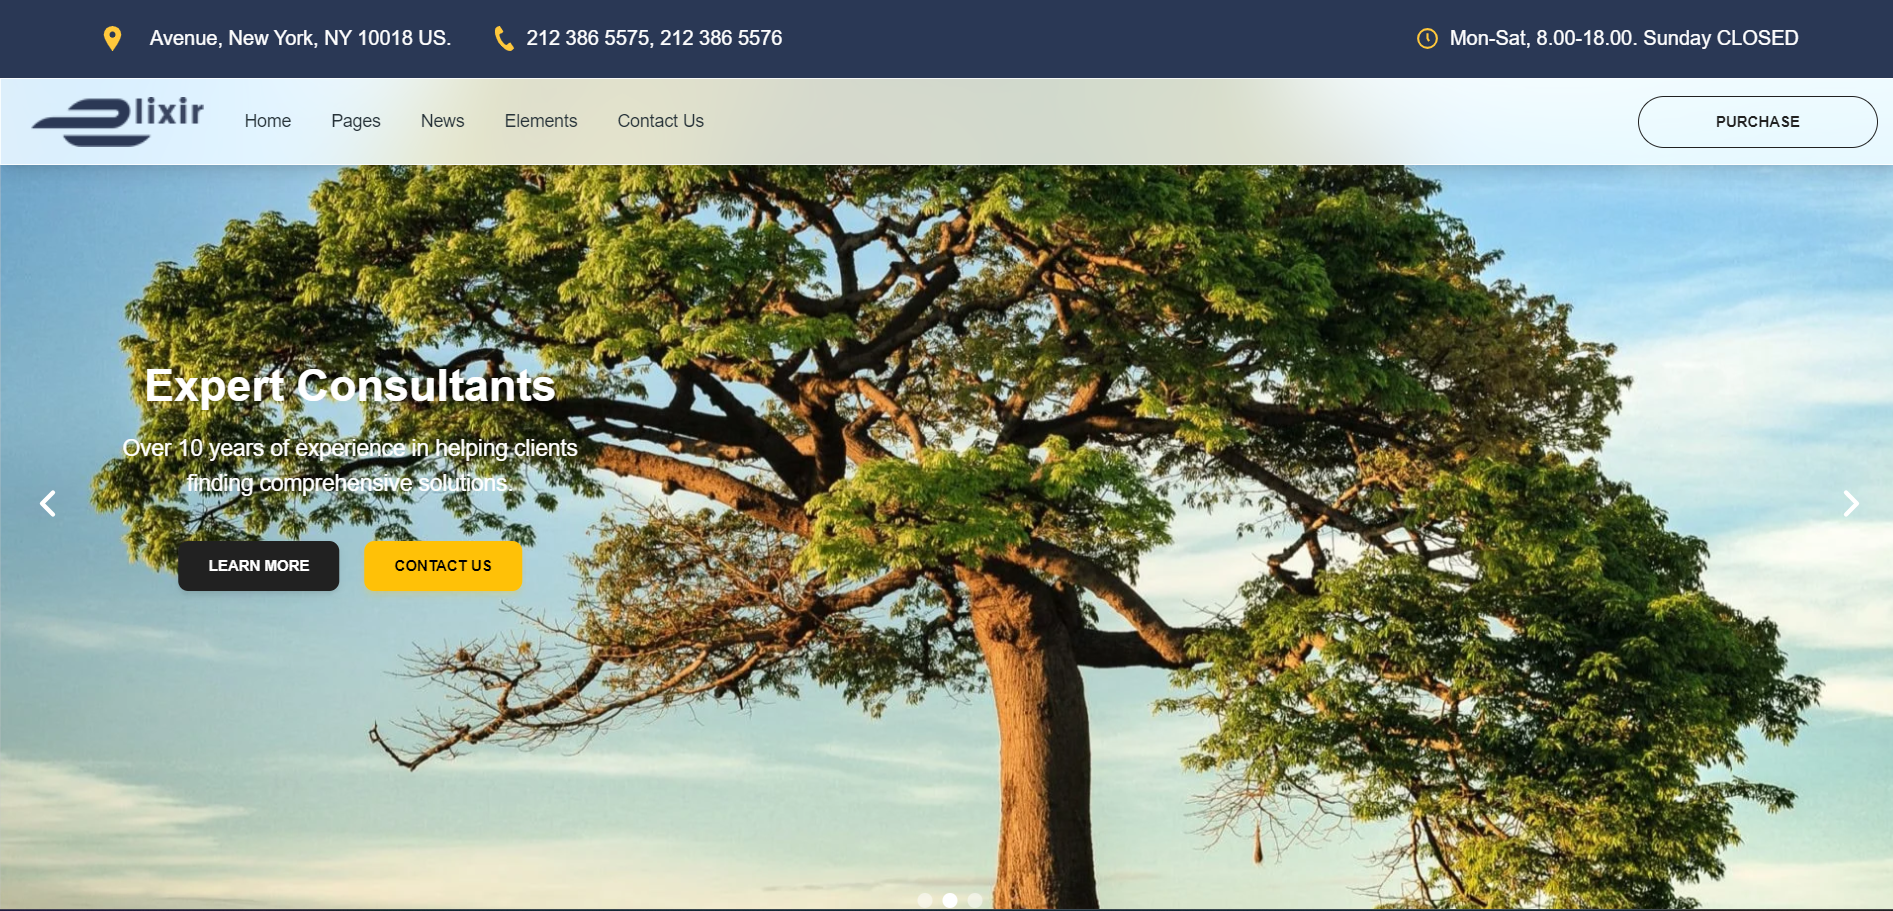 Avenue, New York, NY 10018 US.
212 386 5575, 212 386 5576
Mon-Sat, 8.00-18.00. Sunday CLOSED
elixir
Home
Pages
News
Elements
Contact Us
PURCHASE
Expert Consultants
Over 10 years of experience in helping clients
finding comprehensive solutions.
LEARN MORE
CONTACT US